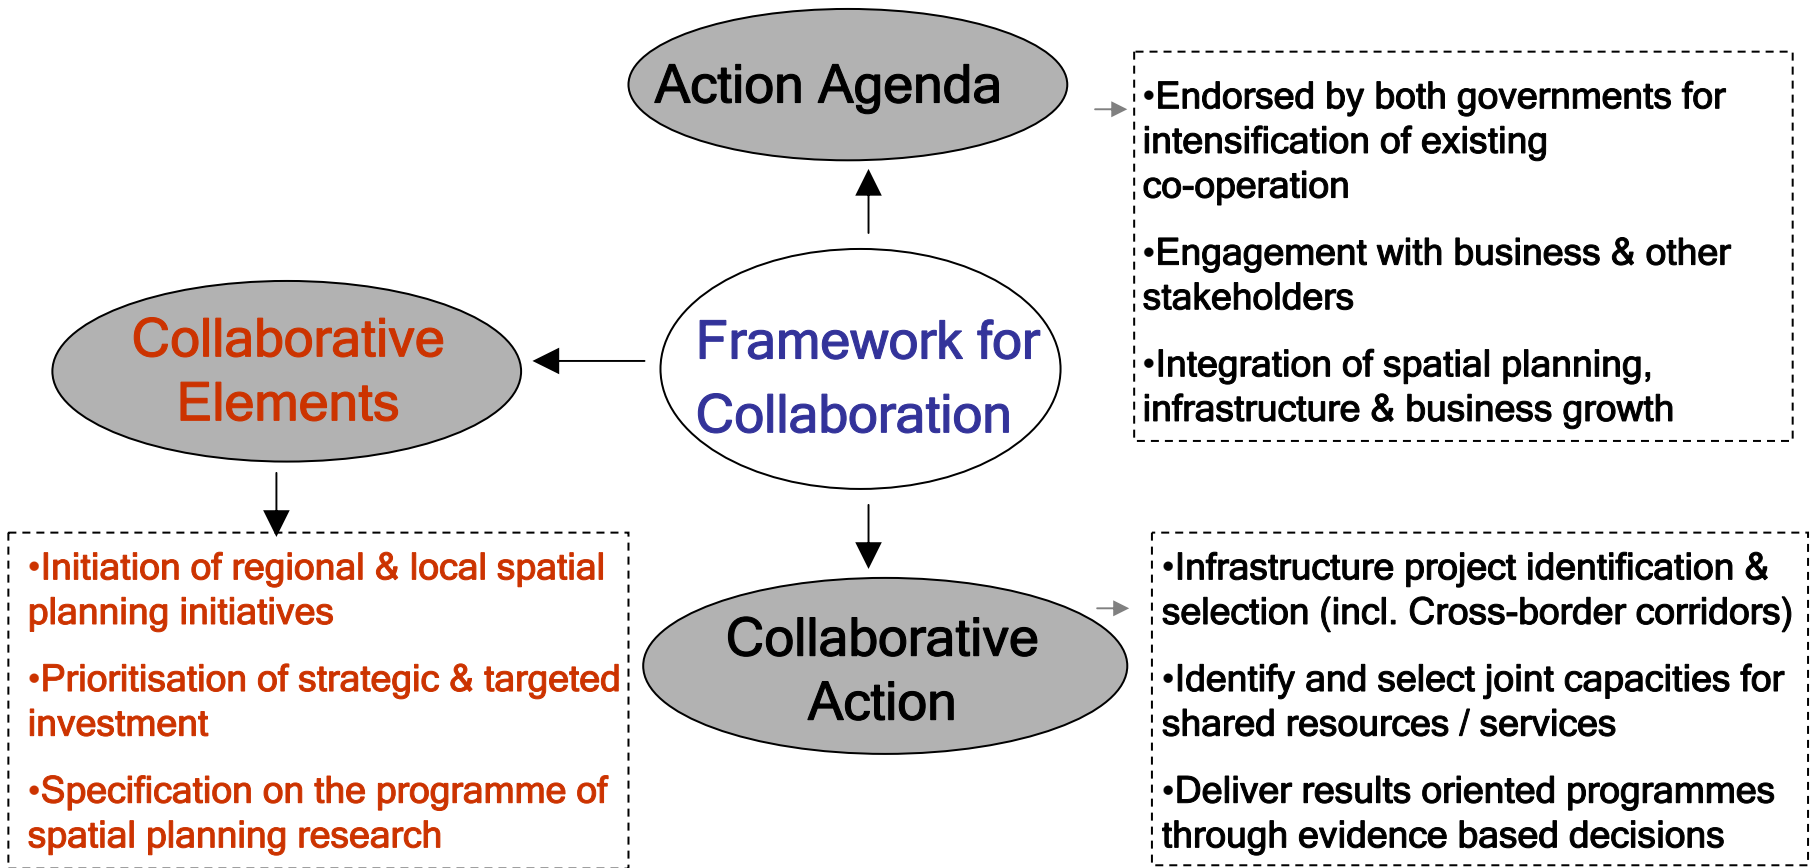 Action Agenda
•Endorsed by both governments for
intensification of existing
co-operation
•Engagement with business & other
stakeholders
•Integration of spatial planning,
infrastructure & business growth
Framework for
Collaboration
Collaborative
Elements
•Initiation of regional & local spatial
planning initiatives
•Prioritisation of strategic & targeted
investment
•Specification on the programme of
spatial planning research
Collaborative
Action
•Infrastructure project identification &
selection (incl. Cross-border corridors)
•Identify and select joint capacities for
shared resources / services
•Deliver results oriented programmes
through evidence based decisions